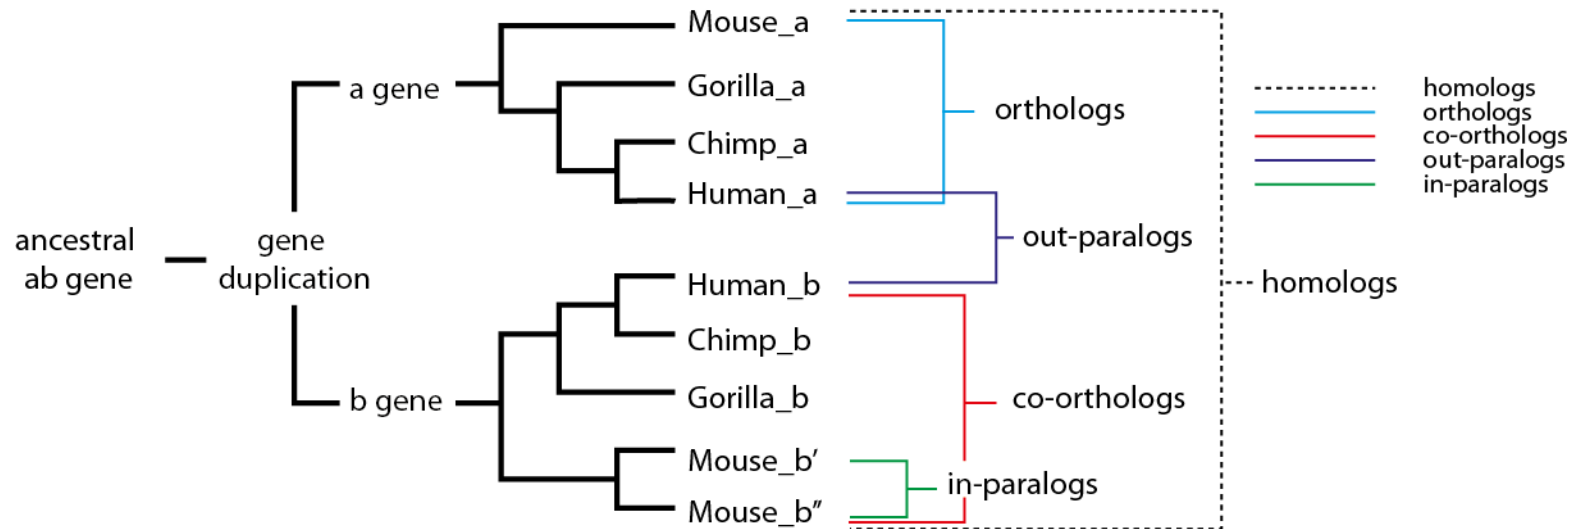 ancestral
ab gene
gene
duplication
a gene
b gene
Mouse_a
Gorilla_a
Chimp_a
Human_a
Human_b
Chimp_b
Gorilla_b
Mouse_b′
Mouse_b″
orthologs
out-paralogs
co-orthologs
in-paralogs
homologs
homologs
orthologs
co-orthologs
out-paralogs
in-paralogs